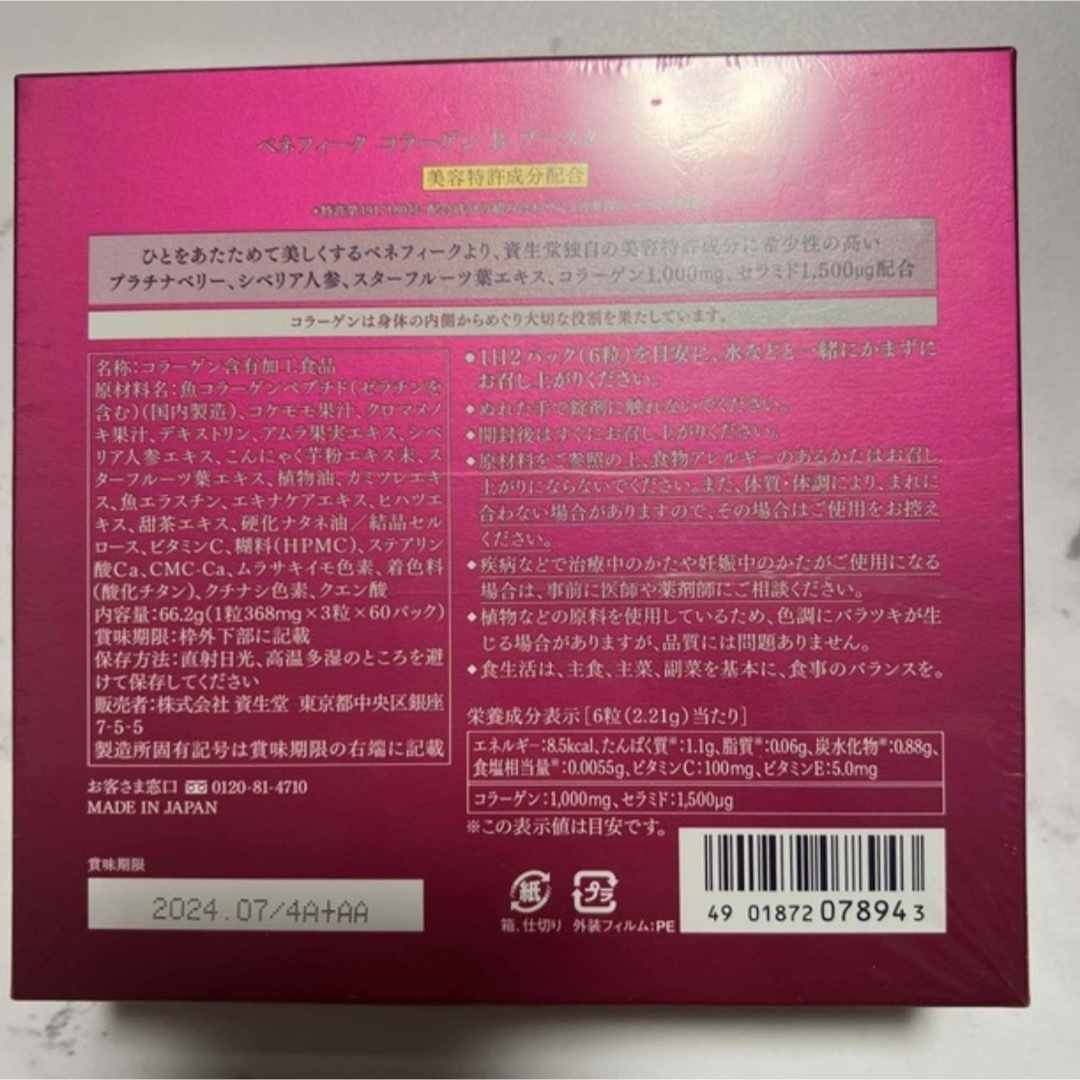 ベネフィーク コラーゲン R ブースター
美容特許成分配合
ひとをあたためて美しくするベネフィークより、資生堂独自の美容特許成分に希少性の高い
プラチナベリー、シベリア人参、スターフルーツ葉エキス、コラーゲン1,000mg、セラミド1,500μg配合
コラーゲンは身体の内側からめぐり大切な役割を果たしています。
名称:コラーゲン含有加工食品
原材料名:魚コラーゲンペプチド(ゼラチンを
含む)(国内製造)、コケモモ果汁、クロマメノ
キ果汁、デキストリン、アムラ果実エキス、シベ
リア人参エキス、こんにゃく芋粉エキス末、ス
ターフルーツ葉エキス、植物油、カミツレエキ
ス、魚エラスチン、エキナケアエキス、ヒハツエ
キス、甜茶エキス、硬化ナタネ油/結晶セル
ロース、ビタミンC、糊料(HPMC)、ステアリン
酸Ca、CMC-Ca、ムラサキイモ色素、着色料
(酸化チタン)、クチナシ色素、クエン酸
内容量:66.2g(1粒368mg×3粒×60パック)
賞味期限:枠外下部に記載
保存方法:直射日光、高温多湿のところを避
けて保存してください
販売者:株式会社 資生堂 東京都中央区銀座
7-5-5
製造所固有記号は賞味期限の右端に記載
お客さま窓口 0120-81-4710
MADE IN JAPAN
賞味期限
2024.07/4A+AA
◆1日2パック(6粒)を目安に、水などと一緒にかまずに
お召し上がりください。
◆ぬれた手で錠剤に触れないでください。
◆開封後はすぐにお召し上がりください。
◆原材料をご参照の上、食物アレルギーのあるかたはお召し
上がりにならないでください。また、体質・体調により、まれに
合わない場合がありますので、その場合はご使用をお控え
ください。
◆疾病などで治療中のかたや妊娠中のかたがご使用になる
場合は、事前に医師や薬剤師にご相談ください。
◆植物などの原料を使用しているため、色調にバラツキが生
じる場合がありますが、品質には問題ありません。
◆食生活は、主食、主菜、副菜を基本に、食事のバランスを。
栄養成分表示[6粒(2.21g)当たり]
エネルギー:8.5kcal、たんぱく質※:1.1g、脂質※:0.06g、炭水化物※:0.88g、
食塩相当量※:0.0055g、ビタミンC:100mg、ビタミンE:5.0mg
コラーゲン:1,000mg、セラミド:1,500μg
※この表示値は目安です。
紙 プラ
箱、仕切り 外装フィルム:PE
4901872078943